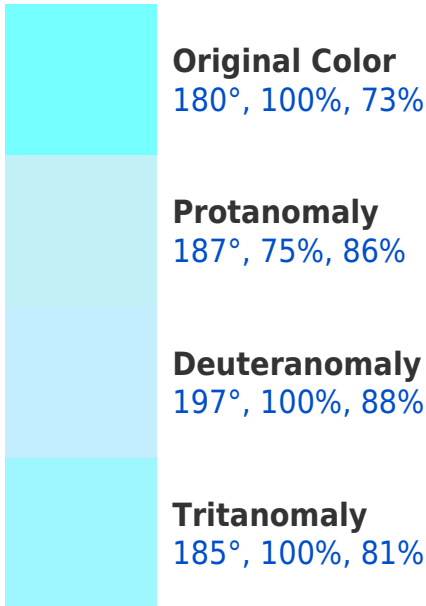 Original Color
180°, 100%, 73%
Protanomaly
187°, 75%, 86%
Deuteranomaly
197°, 100%, 88%
Tritanomaly
185°, 100%, 81%